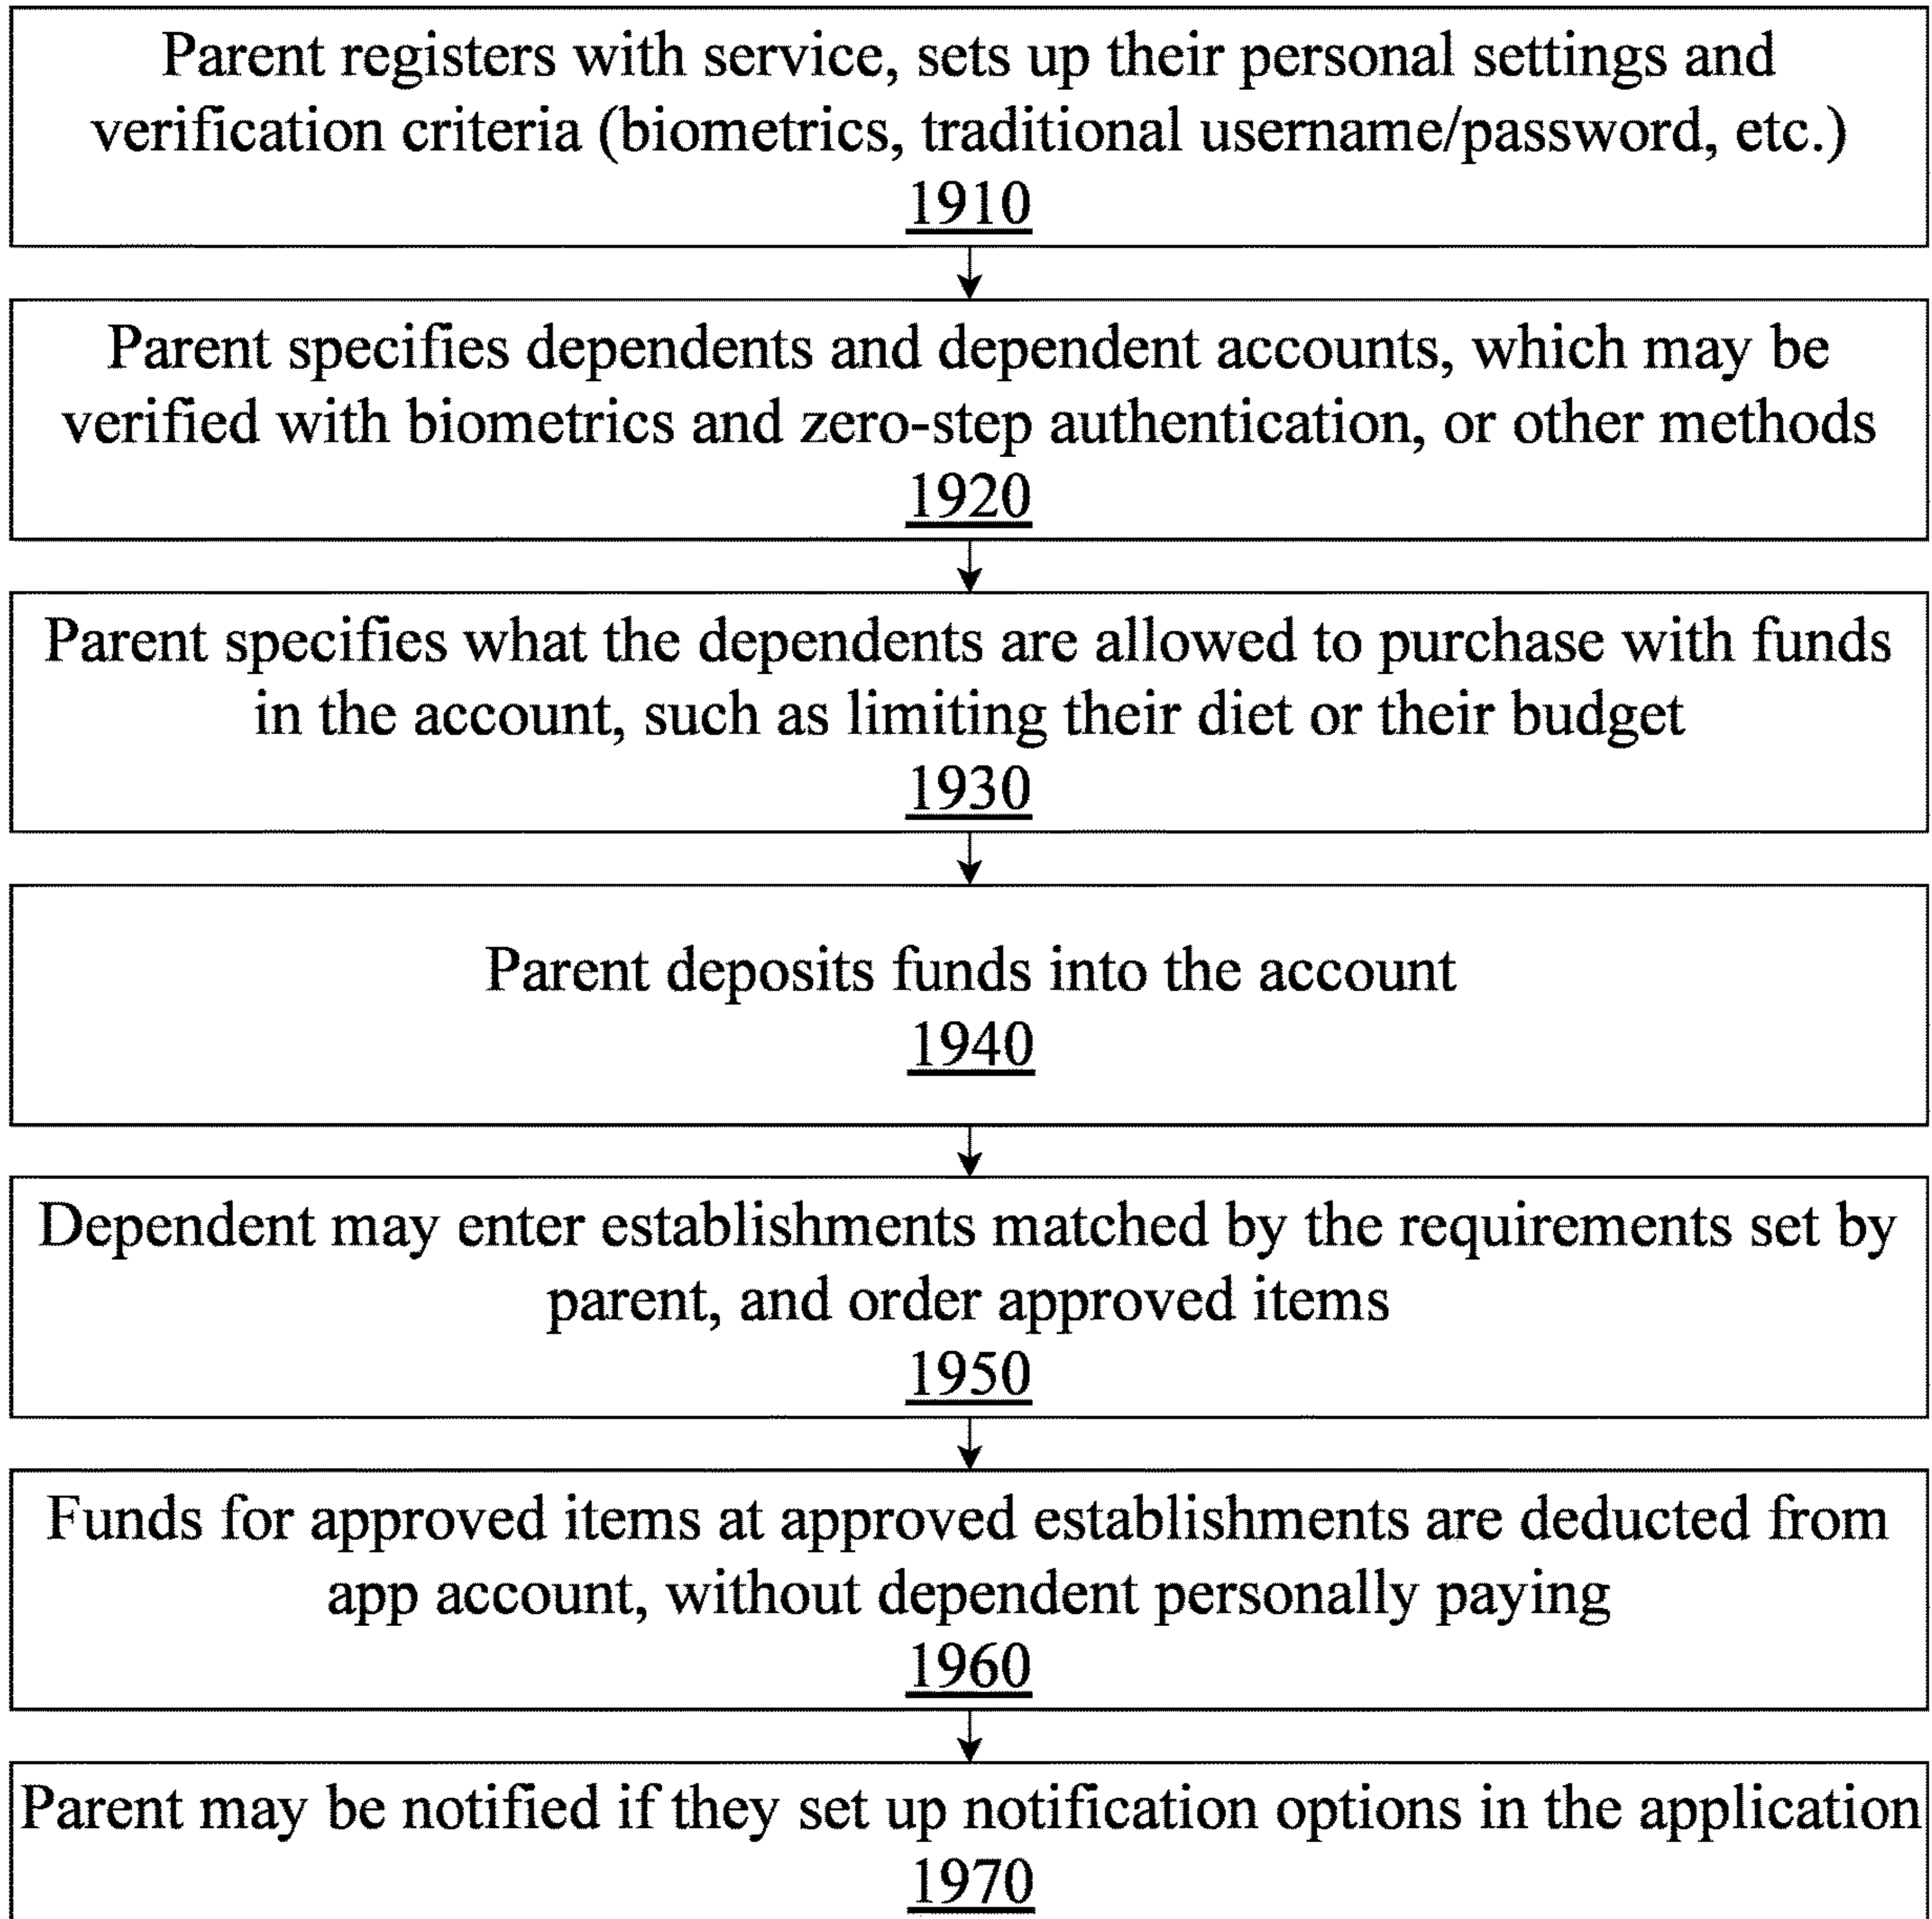 Parent registers with service, sets up their personal settings and
verification criteria (biometrics, traditional username/password, etc.)
1910
Parent specifies dependents and dependent accounts, which may be
verified with biometrics and zero-step authentication, or other methods
1920
Parent specifies what the dependents are allowed to purchase with funds
in the account, such as limiting their diet or their budget
1930
Parent deposits funds into the account
1940
Dependent may enter establishments matched by the requirements set by
parent, and order approved items
1950
Funds for approved items at approved establishments are deducted from
app account, without dependent personally paying
1960
Parent may be notified if they set up notification options in the application
1970